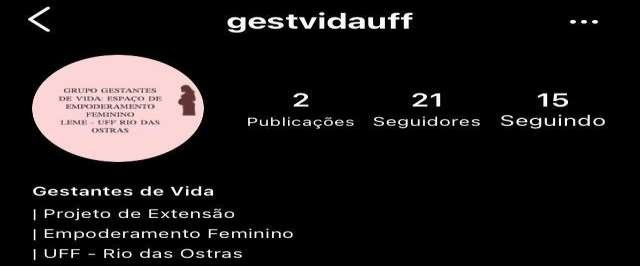 gestvidauff
GRUPO GESTANTES
DE VIDA: ESPAÇO DE
EMPODERAMENTO
FEMININO
LEME - UFF RIO DAS
OSTRAS
2
Publicações
21
Seguidores
15
Seguindo
Gestantes de Vida
| Projeto de Extensão
| Empoderamento Feminino
| UFF - Rio das Ostras